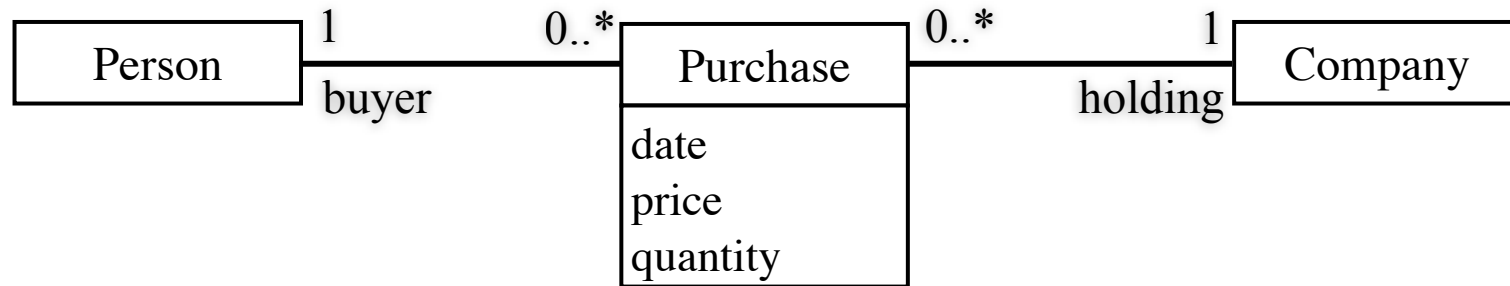 1 0..* 0..* 1
Person Purchase Company
buyer holding
date
price
quantity